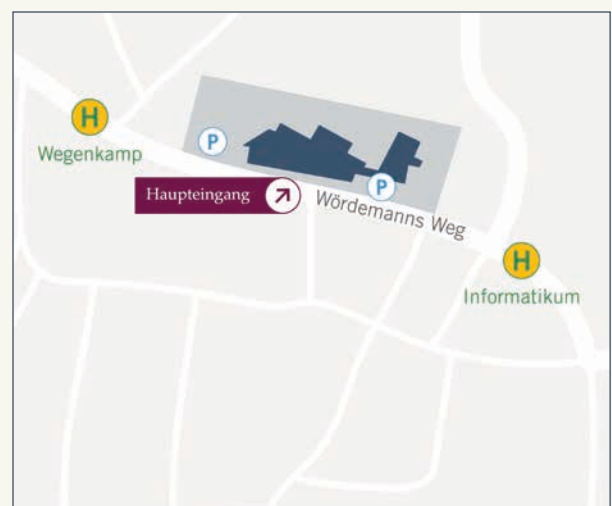 H
Wegenkamp
P
Haupteingang
P
Wördemanns Weg
H
Informatikum